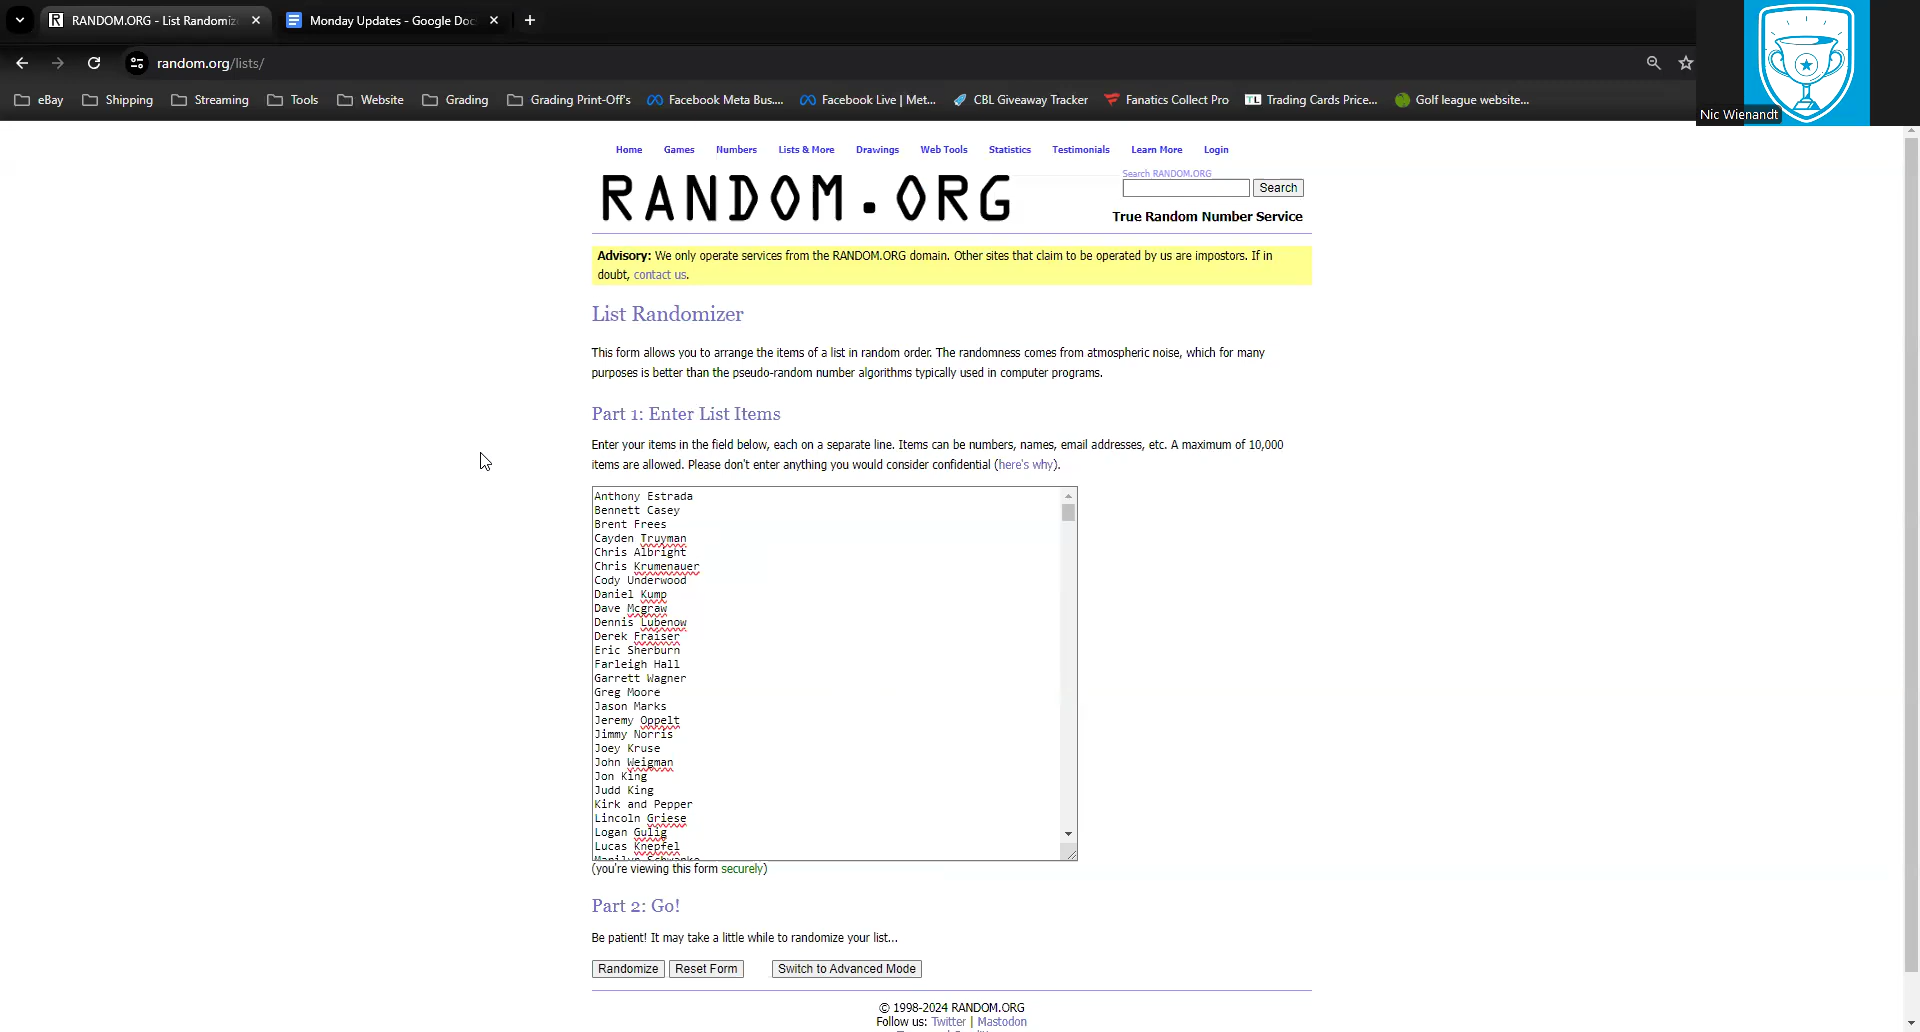 RANDOM.ORG - List Randomiz
Monday Updates - Google Doc
random.org/lists/
eBay
Shipping
Streaming
Tools
Website
Grading
Grading Print-Off's
Facebook Meta Bus....
Facebook Live | Met...
CBL Giveaway Tracker
Fanatics Collect Pro
TL
Trading Cards Price...
Golf league website...
Nic Wienandt
Home Games Numbers Lists & More Drawings Web Tools Statistics Testimonials Learn More Login
RANDOM.ORG
Search RANDOM.ORG
Search
True Random Number Service
Advisory: We only operate services from the RANDOM.ORG domain. Other sites that claim to be operated by us are impostors. If in
doubt, contact us.
List Randomizer
This form allows you to arrange the items of a list in random order. The randomness comes from atmospheric noise, which for many
purposes is better than the pseudo-random number algorithms typically used in computer programs.
Part 1: Enter List Items
Enter your items in the field below, each on a separate line. Items can be numbers, names, email addresses, etc. A maximum of 10,000
items are allowed. Please don't enter anything you would consider confidential (here's why).
Anthony Estrada
Bennett Casey
Brent Frees
Cayden Truyman
Chris Albright
Chris Krumenauer
Cody Underwood
Daniel Kump
Dave Mcgraw
Dennis Lubenow
Derek Fraiser
Eric Sherburn
Farleigh Hall
Garrett Wagner
Greg Moore
Jason Marks
Jeremy Oppelt
Jimmy Norris
Joey Kruse
John Weigman
Jon King
Judd King
Kirk and Pepper
Lincoln Griese
Logan Gulig
Lucas Knepfel
Marilyn Schwanke
(you're viewing this form securely)
Part 2: Go!
Be patient! It may take a little while to randomize your list...
Randomize Reset Form Switch to Advanced Mode
© 1998-2024 RANDOM.ORG
Follow us: Twitter | Mastodon